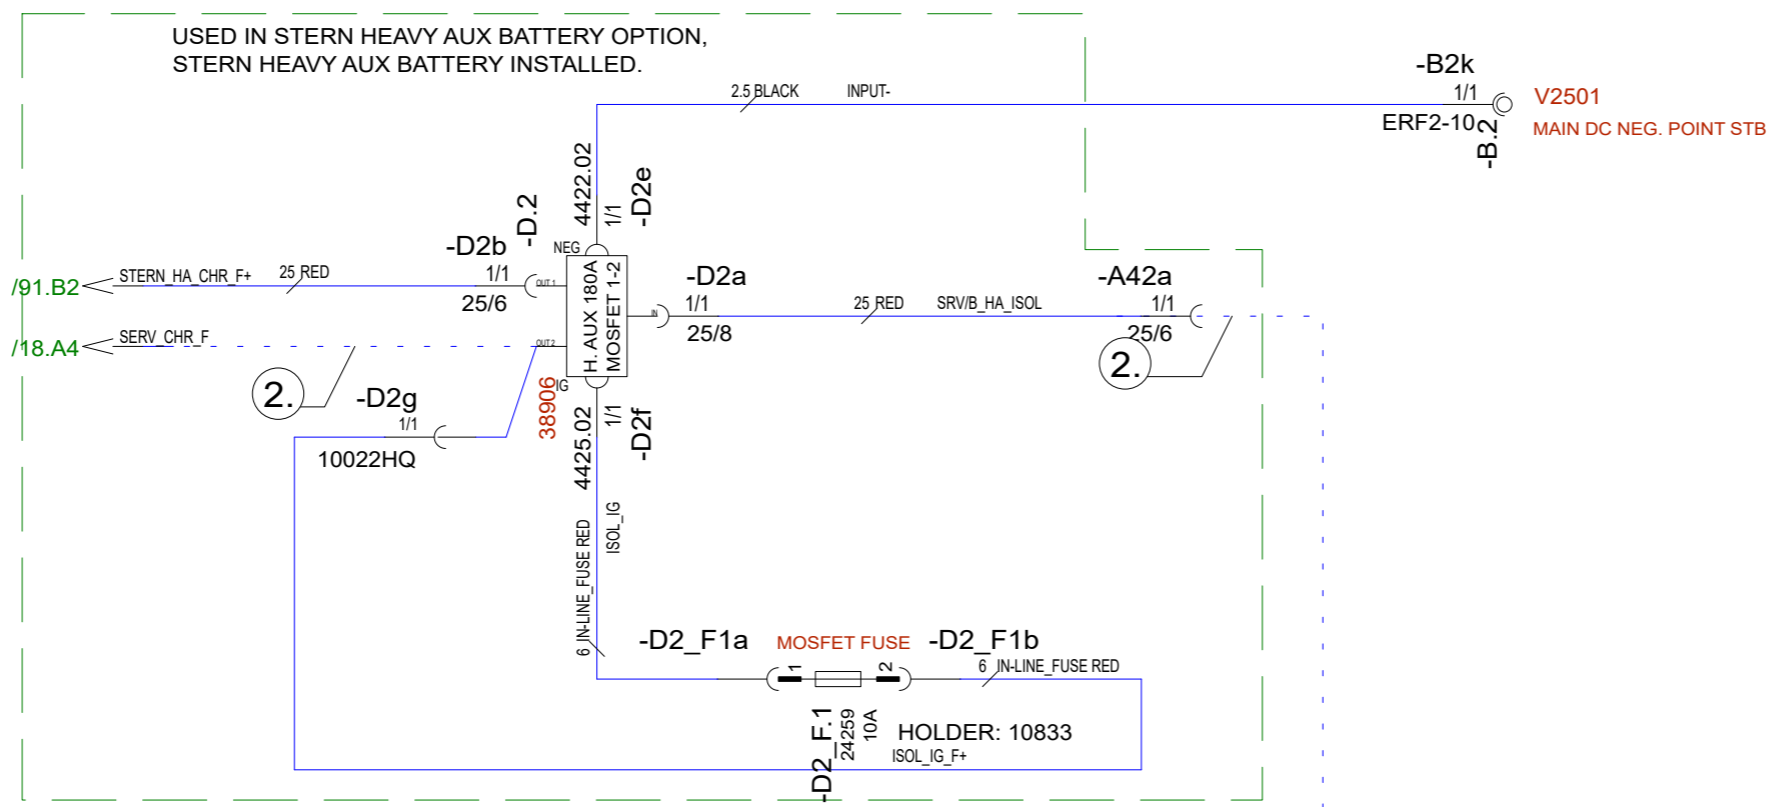 USED IN STERN HEAVY AUX BATTERY OPTION,
STERN HEAVY AUX BATTERY INSTALLED.
-B2k
2.5 BLACK
INPUT-
1/1
V2501
ERF2-10
MAIN DC NEG. POINT STB
-B.2
4422.02
1/1
-D2e
-D.2
-D2b
NEG
-D2a
-A42a
/91.B2
STERN_HA_CHR_F+
25 RED
1/1
OUT 1
25/6
H. AUX 180A
MOSFET 1-2
IN
1/1
25/8
25 RED
SRV/B_HA_ISOL
1/1
25/6
/18.A4
SERV_CHR_F
OUT 2
2.
2.
38906
IG
-D2g
1/1
10022HQ
4425.02
1/1
-D2f
6 IN-LINE_FUSE RED
ISOL_IG
-D2_F1a
MOSFET FUSE
-D2_F1b
1
2
6 IN-LINE_FUSE RED
-D2_F.1
24259
10A
HOLDER: 10833
ISOL_IG_F+